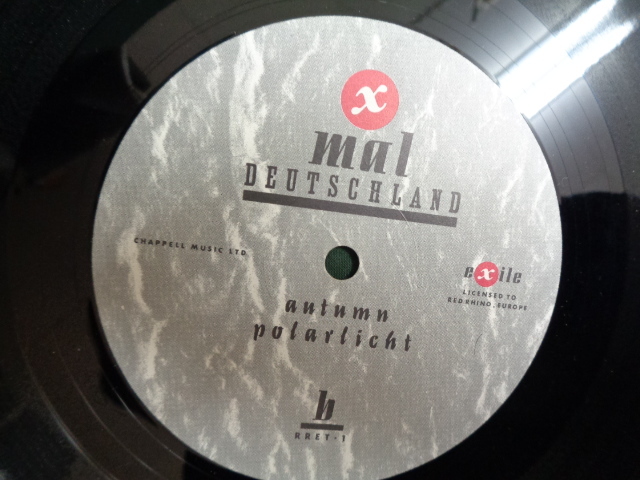 x
mal
DEUTSCHLAND
CHAPPELL MUSIC LTD
exile
LICENSED TO
RED RHINO, EUROPE
autumn
polarlicht
b
RRET-1